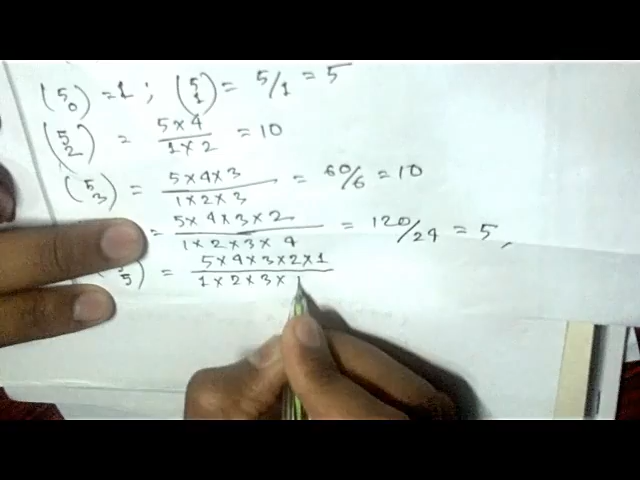 (5 0) = 1 ; (5 1) = 5/1 = 5
(5 2) = 5×4 / 1×2 = 10
(5 3) = 5×4×3 / 1×2×3 = 60/6 = 10
= 5×4×3×2 / 1×2×3×4 = 120/24 = 5,
5) = 5×4×3×2×1 / 1×2×3×